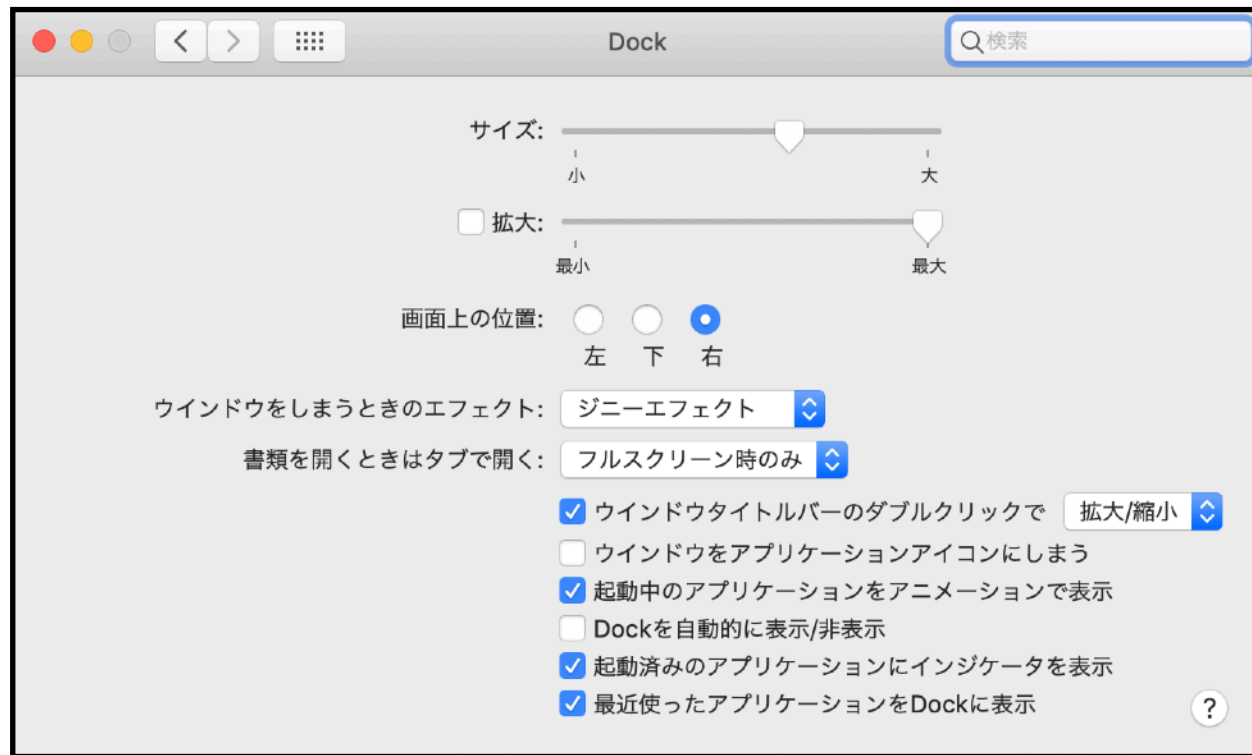 Dock
検索
サイズ:
小 大
拡大:
最小 最大
画面上の位置:
左 下 右
ウインドウをしまうときのエフェクト: ジニーエフェクト
書類を開くときはタブで開く: フルスクリーン時のみ
ウインドウタイトルバーのダブルクリックで 拡大/縮小
ウインドウをアプリケーションアイコンにしまう
起動中のアプリケーションをアニメーションで表示
Dockを自動的に表示/非表示
起動済みのアプリケーションにインジケータを表示
最近使ったアプリケーションをDockに表示
?